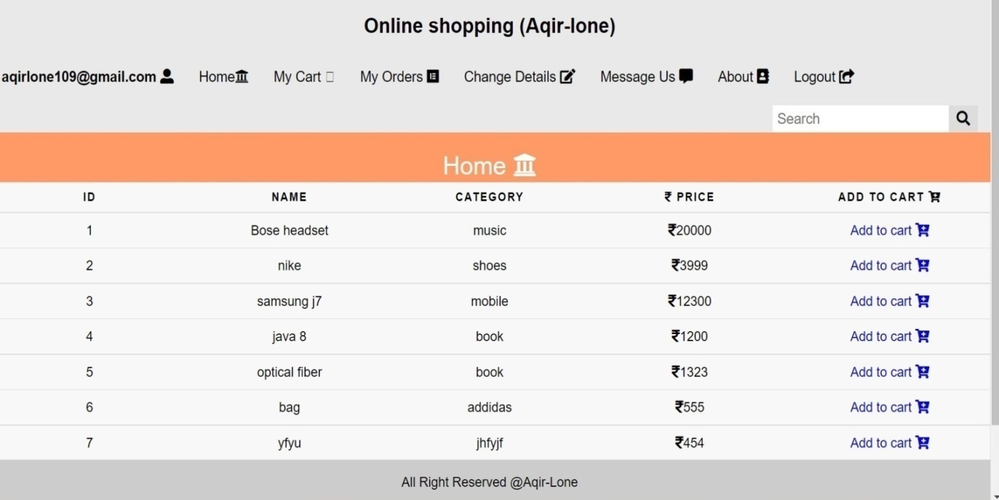 Online shopping (Aqir-lone)
aqirlone109@gmail.com Home My Cart My Orders Change Details Message Us About Logout
Search
Home
ID NAME CATEGORY ₹ PRICE ADD TO CART
1 Bose headset music ₹20000 Add to cart
2 nike shoes ₹3999 Add to cart
3 samsung j7 mobile ₹12300 Add to cart
4 java 8 book ₹1200 Add to cart
5 optical fiber book ₹1323 Add to cart
6 bag addidas ₹555 Add to cart
7 yfyu jhfyjf ₹454 Add to cart
All Right Reserved @Aqir-Lone